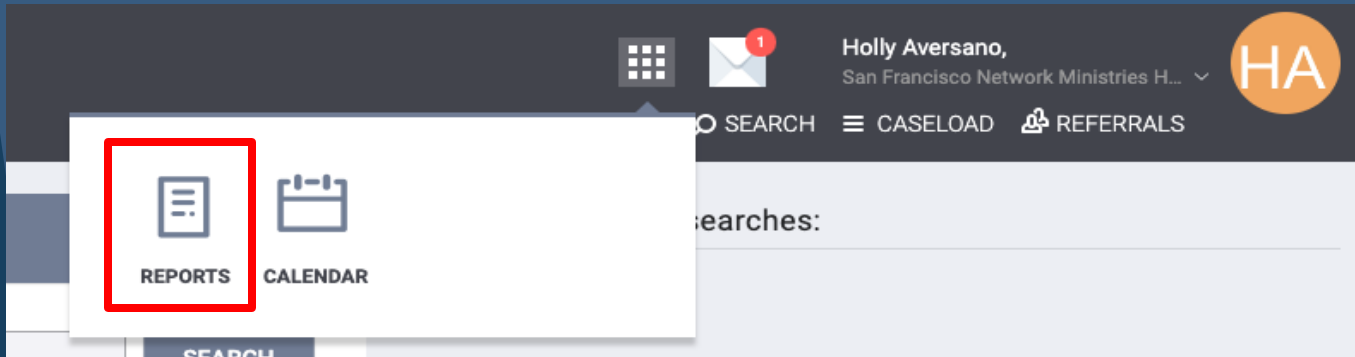 1
Holly Aversano,
San Francisco Network Ministries H...
HA
SEARCH CASELOAD REFERRALS
searches:
REPORTS CALENDAR
SEARCH